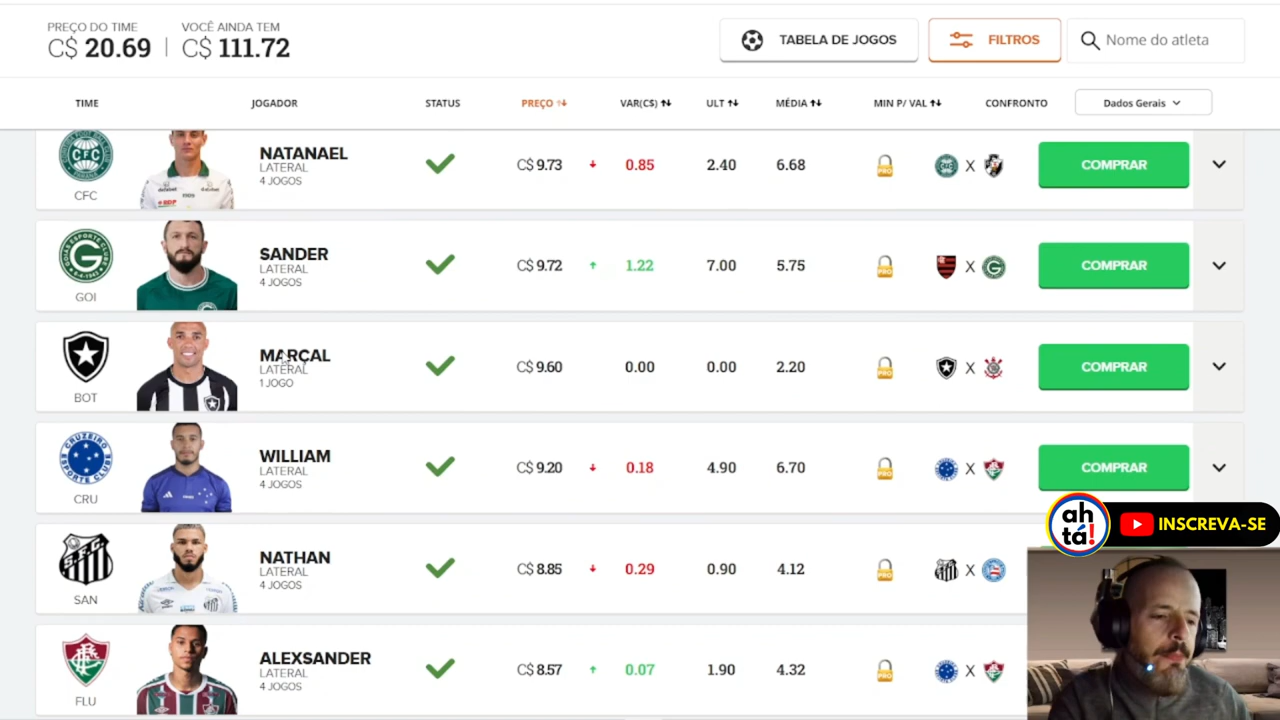 PREÇO DO TIME
C$ 20.69
VOCÊ AINDA TEM
C$ 111.72
TABELA DE JOGOS
FILTROS
Nome do atleta
TIME JOGADOR STATUS PREÇO VAR(C$) ULT MÉDIA MIN P/ VAL CONFRONTO Dados Gerais
CFC
NATANAEL
LATERAL
4 JOGOS
C$ 9.73 0.85 2.40 6.68 PRO X COMPRAR
GOI
SANDER
LATERAL
4 JOGOS
C$ 9.72 1.22 7.00 5.75 PRO X COMPRAR
BOT
MARÇAL
LATERAL
1 JOGO
C$ 9.60 0.00 0.00 2.20 PRO X COMPRAR
CRU
WILLIAM
LATERAL
4 JOGOS
C$ 9.20 0.18 4.90 6.70 PRO X COMPRAR
SAN
NATHAN
LATERAL
4 JOGOS
C$ 8.85 0.29 0.90 4.12 PRO X
FLU
ALEXSANDER
LATERAL
4 JOGOS
C$ 8.57 0.07 1.90 4.32 PRO X
ah
tá!
INSCREVA-SE